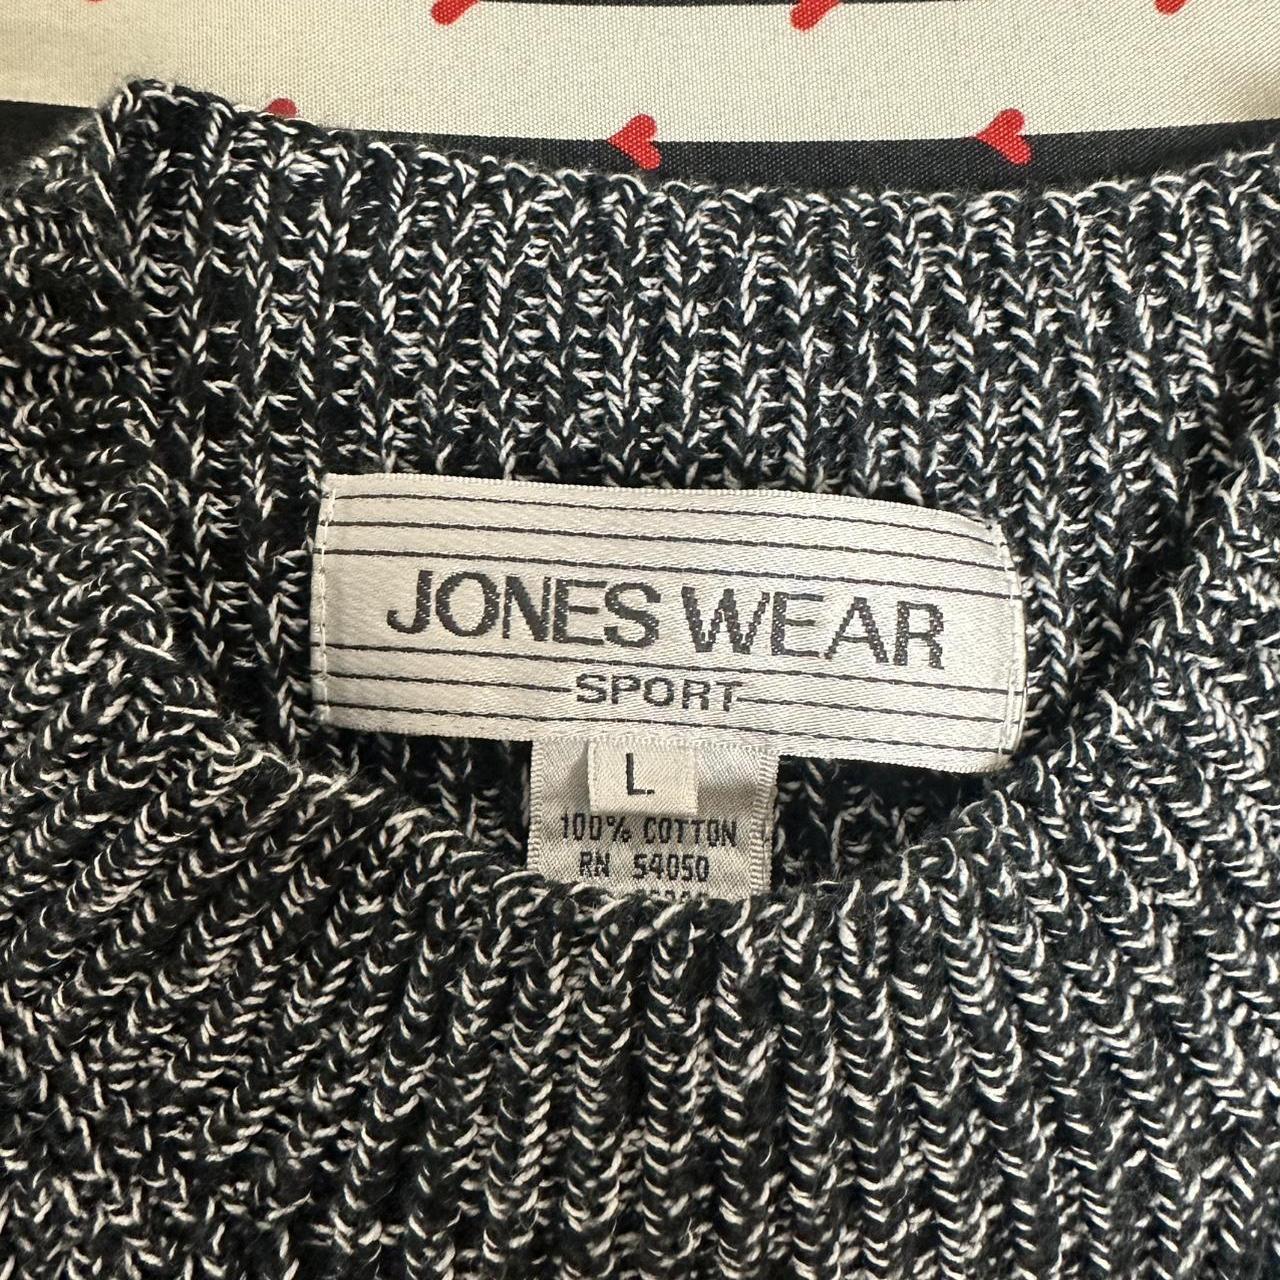 JONES WEAR
SPORT
L
100% COTTON
RN 54050